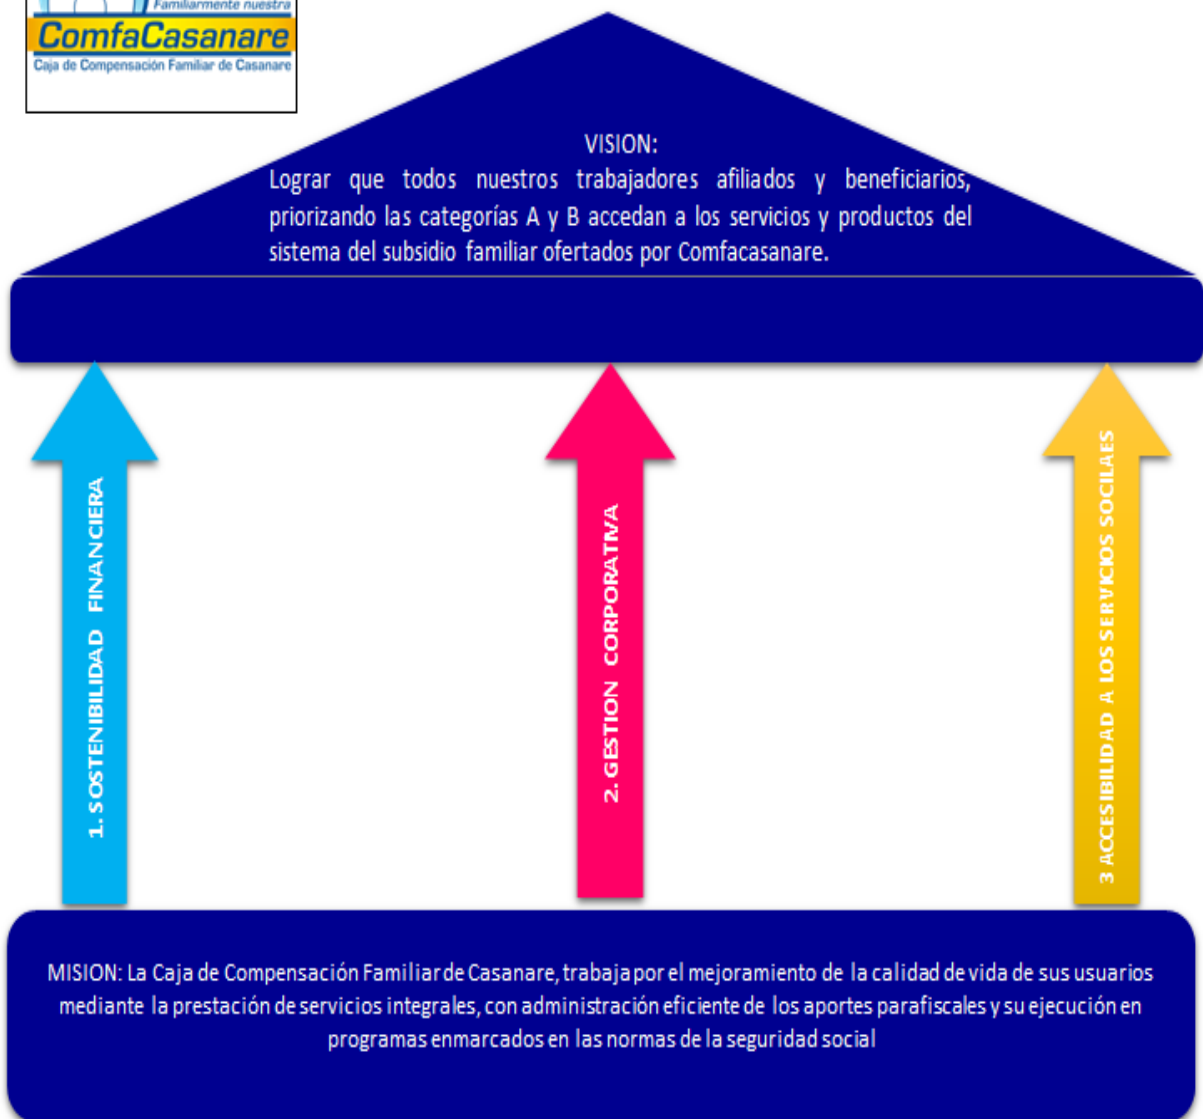 Familiarmente nuestra
ComfaCasanare
Caja de Compensación Familiar de Casanare
VISION:
Lograr que todos nuestros trabajadores afiliados y beneficiarios,
priorizando las categorías A y B accedan a los servicios y productos del
sistema del subsidio familiar ofertados por Comfacasanare.
1. SOSTENIBILIDAD FINANCIERA
2. GESTION CORPORATIVA
3 ACCESIBILIDAD A LOS SERVICIOS SOCILAES
MISION: La Caja de Compensación Familiar de Casanare, trabaja por el mejoramiento de la calidad de vida de sus usuarios
mediante la prestación de servicios integrales, con administración eficiente de los aportes parafiscales y su ejecución en
programas enmarcados en las normas de la seguridad social